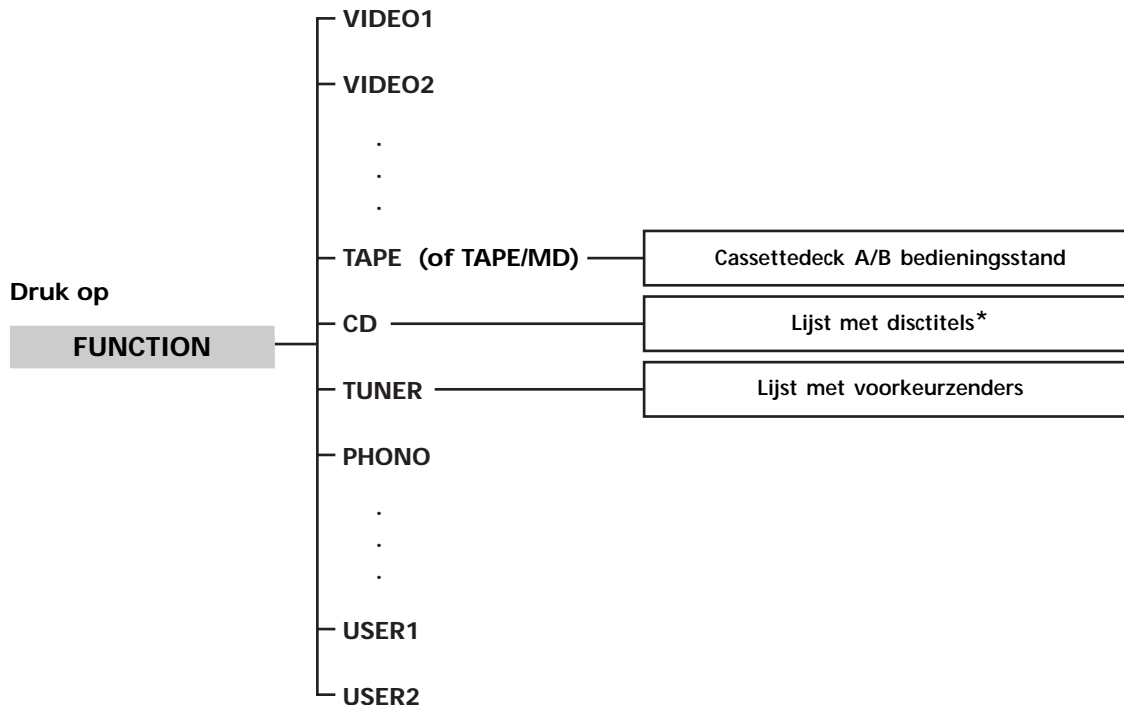 VIDEO1
VIDEO2
.
.
.
TAPE (of TAPE/MD)
Cassettedeck A/B bedieningsstand
Druk op
FUNCTION
CD
Lijst met disctitels*
TUNER
Lijst met voorkeurzenders
PHONO
.
.
.
USER1
USER2